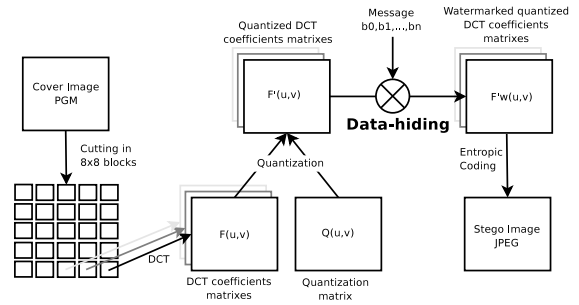 Cover Image
PGM
Cutting in
8x8 blocks
DCT
F(u,v)
DCT coefficients
matrixes
Q(u,v)
Quantization
matrix
Quantization
Quantized DCT
coefficients matrixes
F'(u,v)
Message
b0,b1,...,bn
Data-hiding
Watermarked quantized
DCT coefficients
matrixes
F'w(u,v)
Entropic
Coding
Stego Image
JPEG